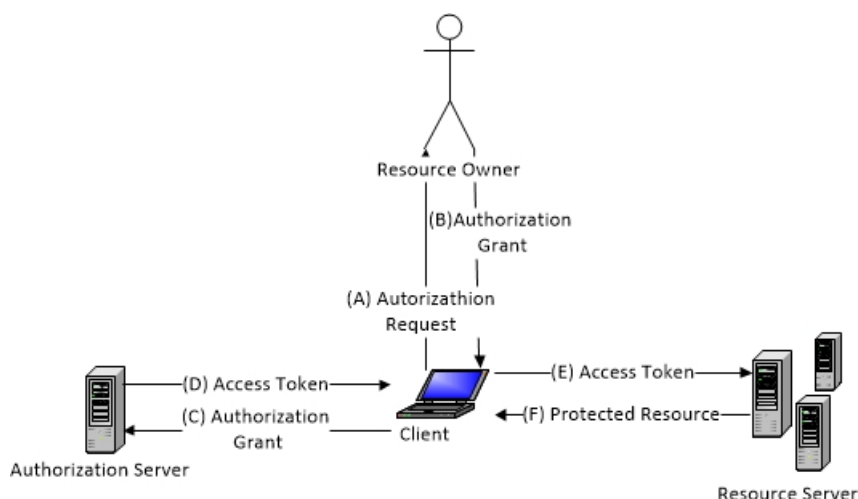 Resource Owner
(B)Authorization
Grant
(A) Autorizathion
Request
(D) Access Token
(E) Access Token
(C) Authorization
Grant
(F) Protected Resource
Client
Authorization Server
Resource Server